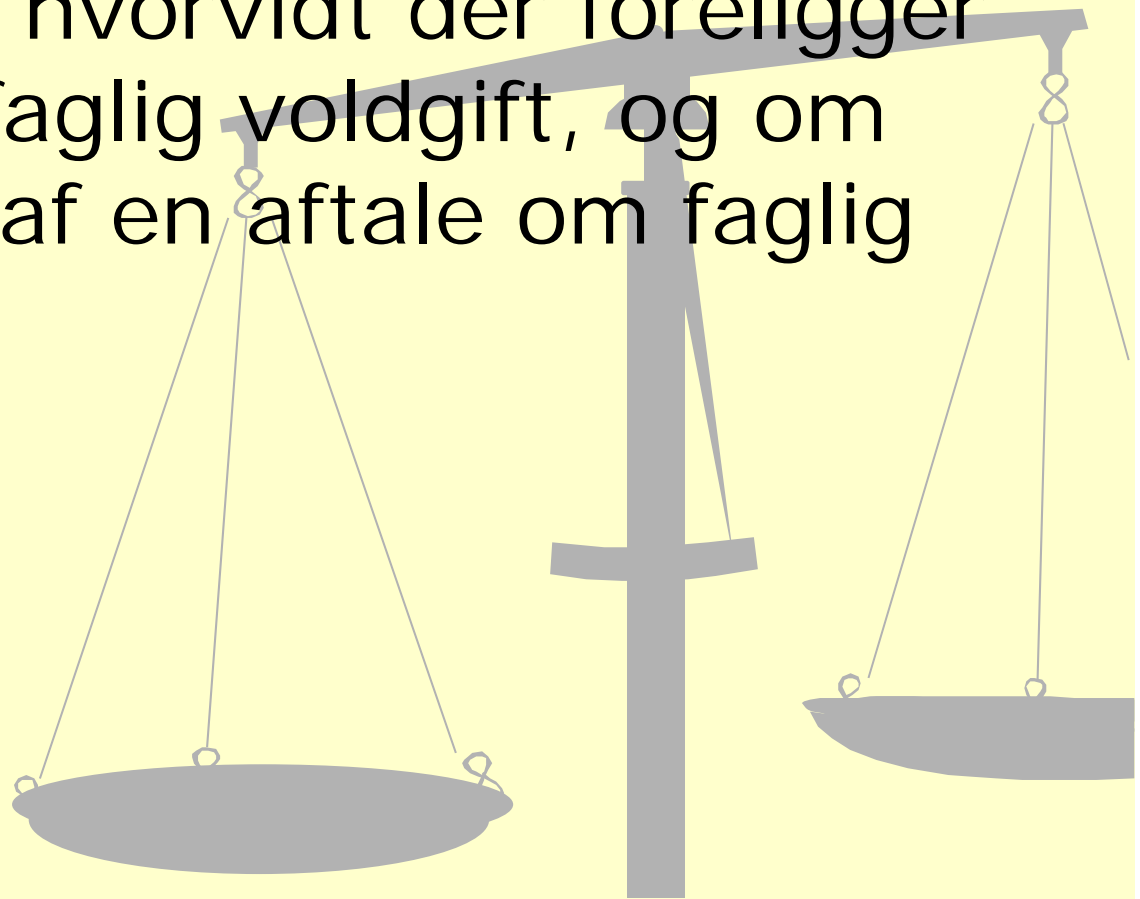 hvorvidt der foreligger
faglig voldgift, og om
af en aftale om faglig